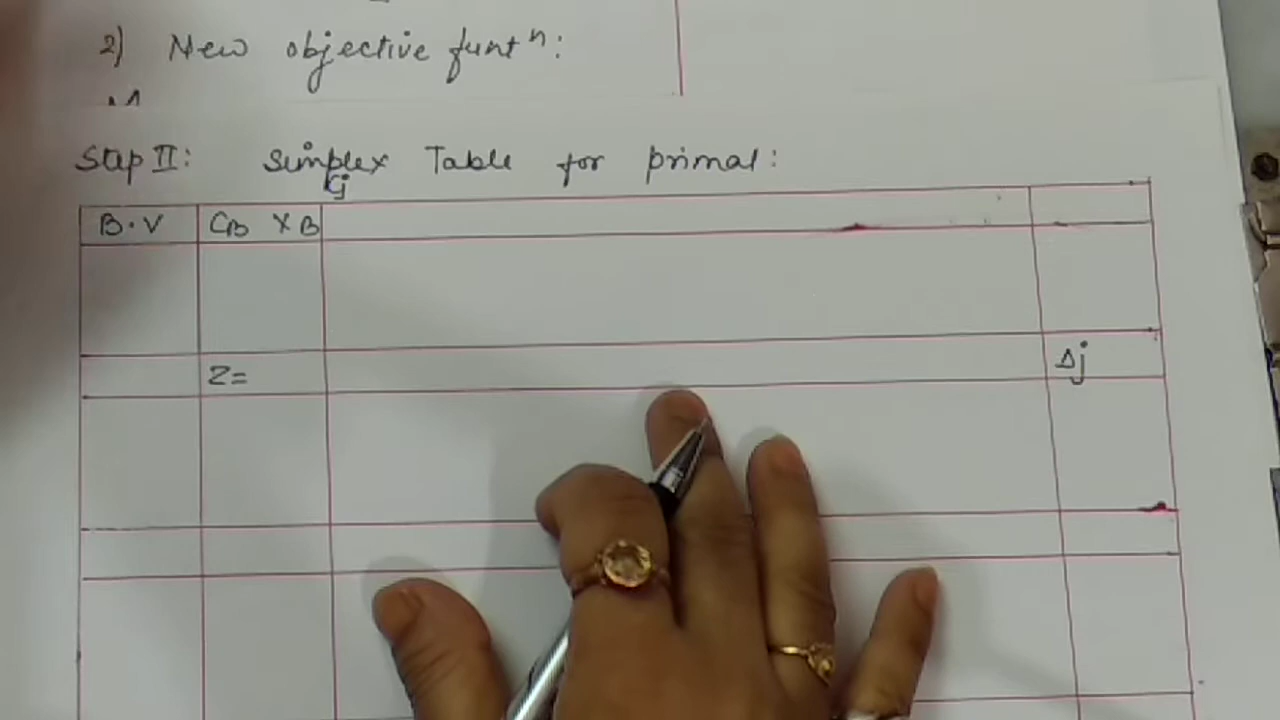 2) New objective funtⁿ:
Step II: Simplex Table for primal:
Cj
B.V CB XB
Z= Δj